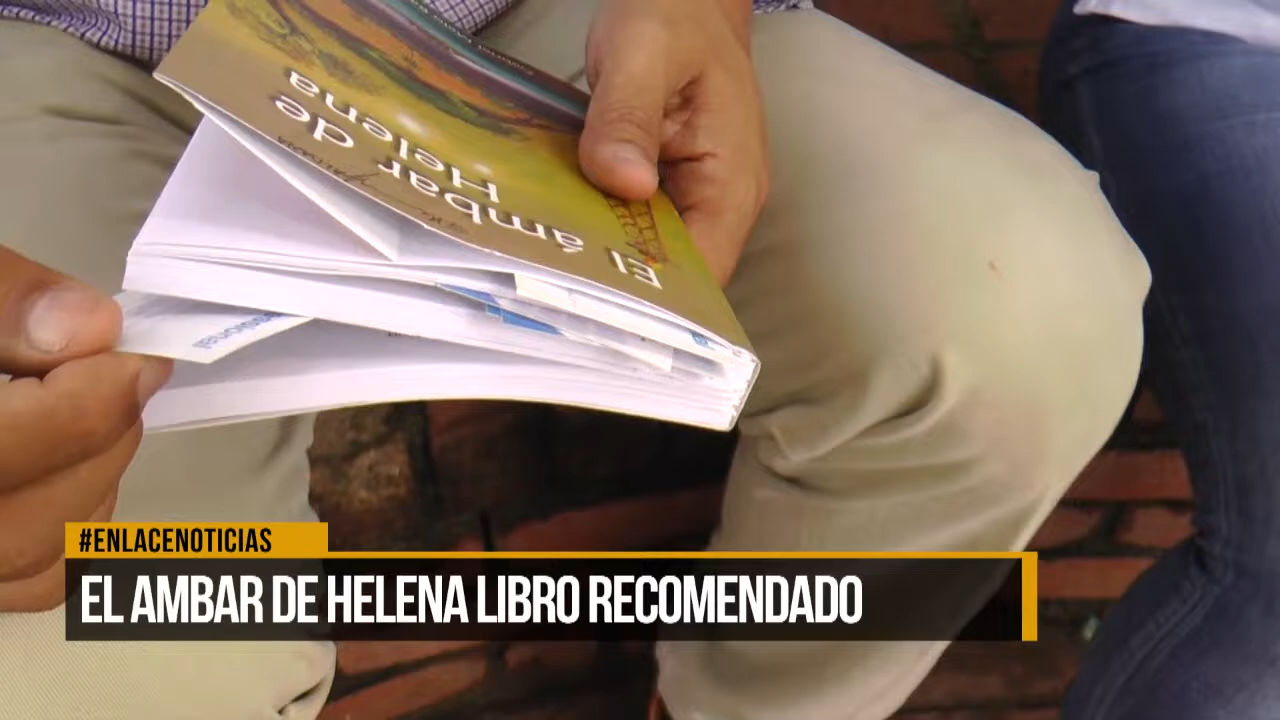 El ámbar de
Helena
#ENLACENOTICIAS
EL AMBAR DE HELENA LIBRO RECOMENDADO